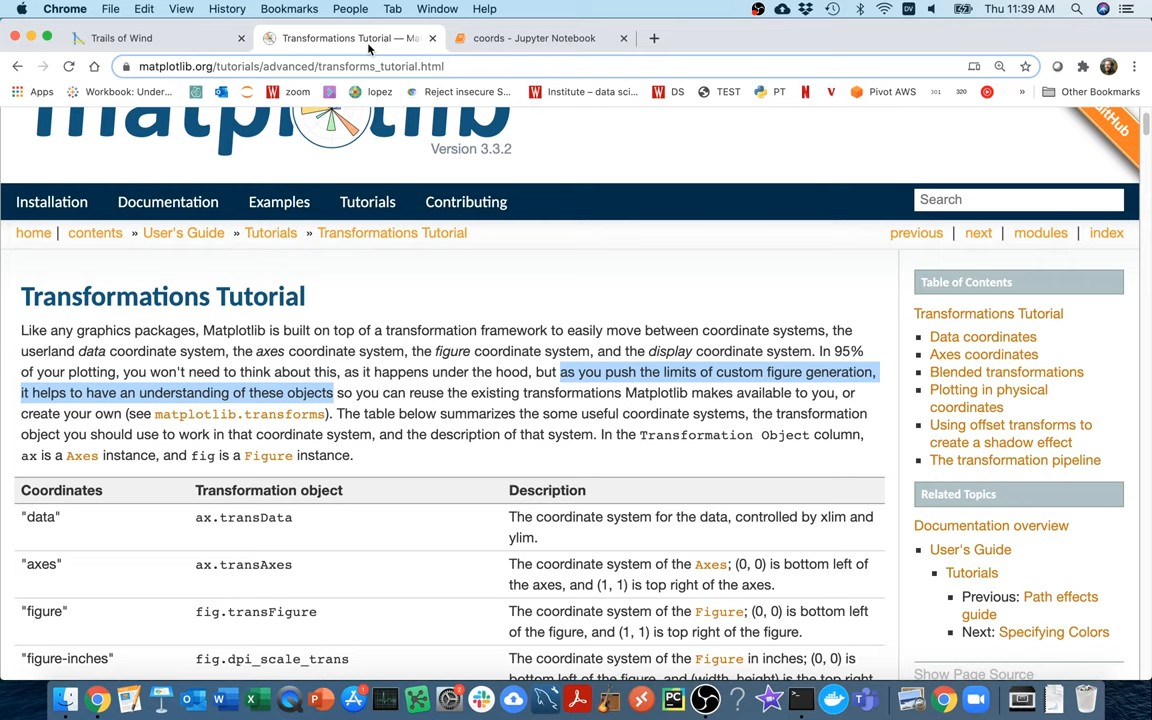 Chrome File Edit View History Bookmarks People Tab Window Help Thu 11:39 AM
Trails of Wind Transformations Tutorial — Ma coords - Jupyter Notebook
matplotlib.org/tutorials/advanced/transforms_tutorial.html
Apps Workbook: Under... zoom lopez Reject insecure S... Institute – data sci... DS TEST PT Pivot AWS Other Bookmarks
matplotlib
Version 3.3.2
GitHub
Installation Documentation Examples Tutorials Contributing Search
home | contents » User's Guide » Tutorials » Transformations Tutorial previous | next | modules | index
Transformations Tutorial
Like any graphics packages, Matplotlib is built on top of a transformation framework to easily move between coordinate systems, the
userland data coordinate system, the axes coordinate system, the figure coordinate system, and the display coordinate system. In 95%
of your plotting, you won't need to think about this, as it happens under the hood, but as you push the limits of custom figure generation,
it helps to have an understanding of these objects so you can reuse the existing transformations Matplotlib makes available to you, or
create your own (see matplotlib.transforms). The table below summarizes the some useful coordinate systems, the transformation
object you should use to work in that coordinate system, and the description of that system. In the Transformation Object column,
ax is a Axes instance, and fig is a Figure instance.
Coordinates Transformation object Description
"data" ax.transData The coordinate system for the data, controlled by xlim and
ylim.
"axes" ax.transAxes The coordinate system of the Axes; (0, 0) is bottom left of
the axes, and (1, 1) is top right of the axes.
"figure" fig.transFigure The coordinate system of the Figure; (0, 0) is bottom left
of the figure, and (1, 1) is top right of the figure.
"figure-inches" fig.dpi_scale_trans The coordinate system of the Figure in inches; (0, 0) is
bottom left of the figure, and (width, height) is the top right
Table of Contents
Transformations Tutorial
Data coordinates
Axes coordinates
Blended transformations
Plotting in physical
coordinates
Using offset transforms to
create a shadow effect
The transformation pipeline
Related Topics
Documentation overview
User's Guide
Tutorials
Previous: Path effects
guide
Next: Specifying Colors
Show Page Source